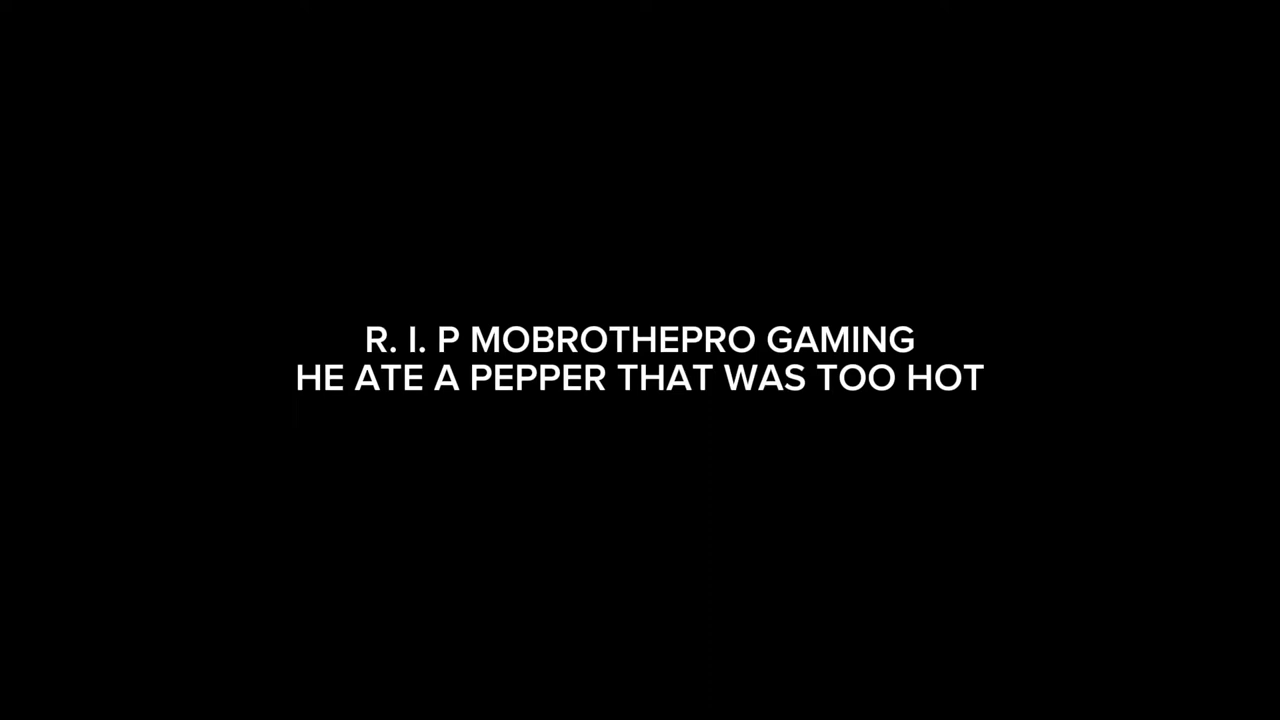 R. I. P MOBROTHEPRO GAMING
HE ATE A PEPPER THAT WAS TOO HOT